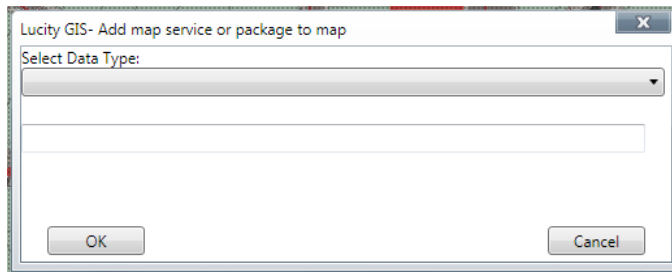 Lucity GIS- Add map service or package to map
Select Data Type:
OK
Cancel